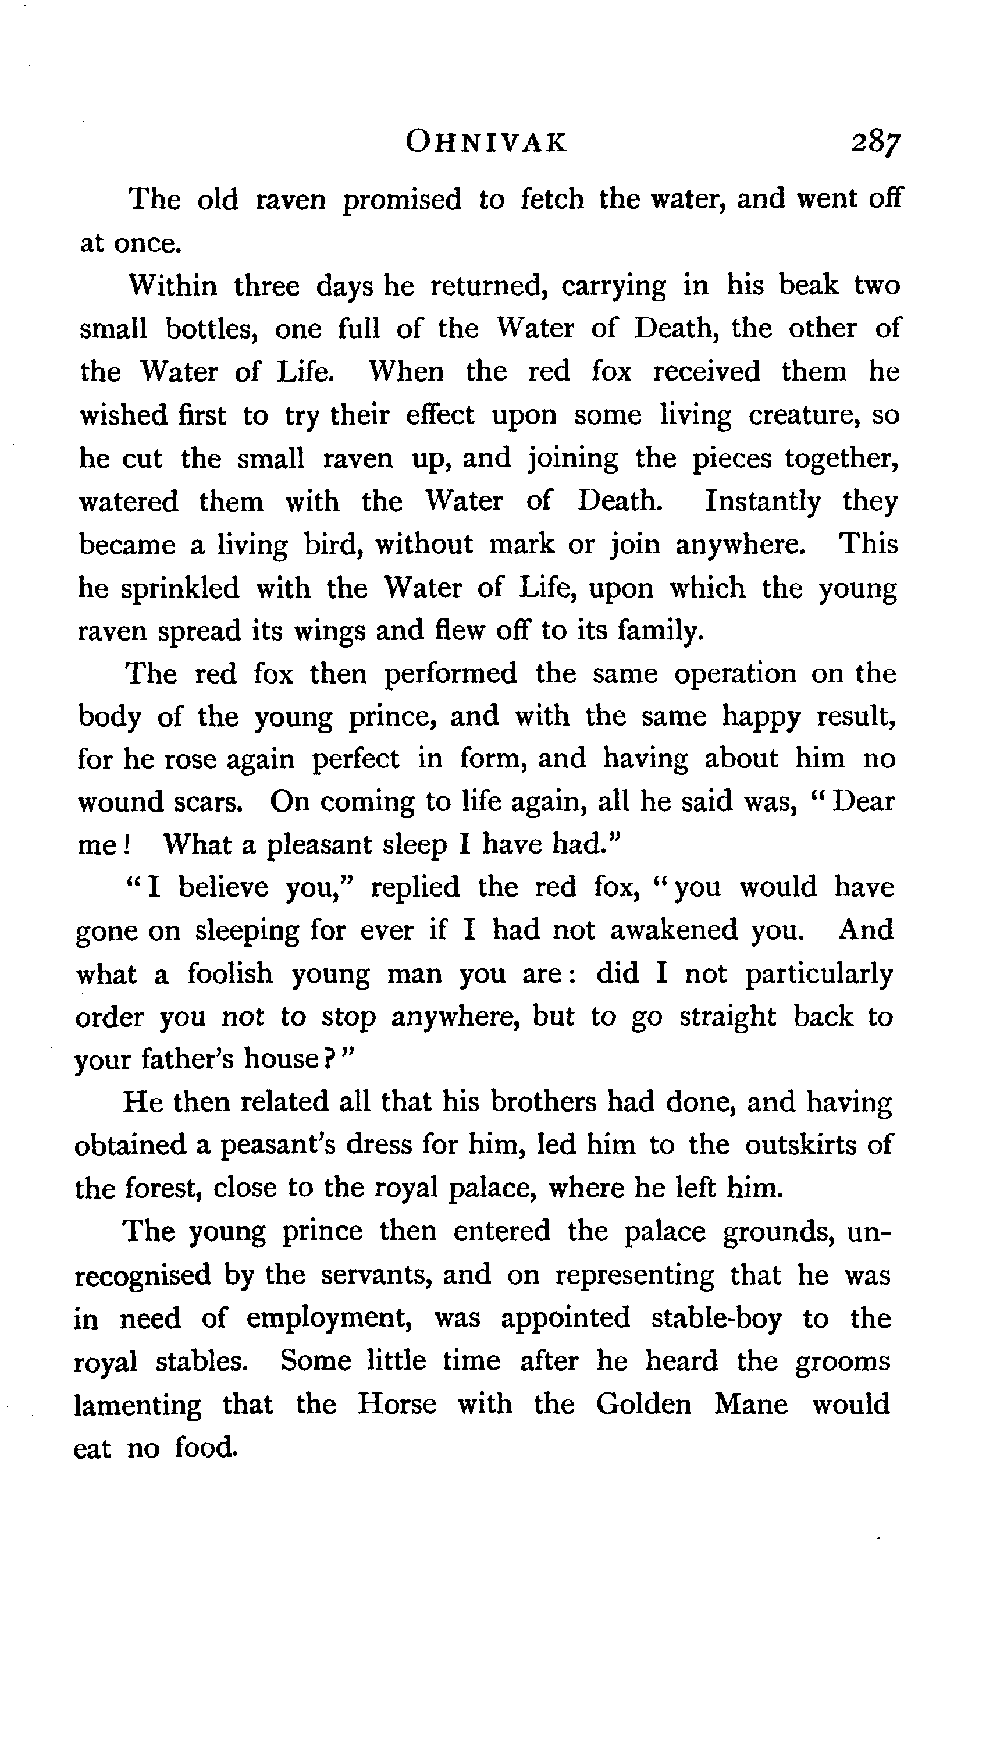 OHNIVAK 287
The old raven promised to fetch the water, and went off
at once.
Within three days he returned, carrying in his beak two
small bottles, one full of the Water of Death, the other of
the Water of Life. When the red fox received them he
wished first to try their effect upon some living creature, so
he cut the small raven up, and joining the pieces together,
watered them with the Water of Death. Instantly they
became a living bird, without mark or join anywhere. This
he sprinkled with the Water of Life, upon which the young
raven spread its wings and flew off to its family.
The red fox then performed the same operation on the
body of the young prince, and with the same happy result,
for he rose again perfect in form, and having about him no
wound scars. On coming to life again, all he said was, "Dear
me! What a pleasant sleep I have had."
"I believe you," replied the red fox, "you would have
gone on sleeping for ever if I had not awakened you. And
what a foolish young man you are: did I not particularly
order you not to stop anywhere, but to go straight back to
your father's house?"
He then related all that his brothers had done, and having
obtained a peasant's dress for him, led him to the outskirts of
the forest, close to the royal palace, where he left him.
The young prince then entered the palace grounds, un-
recognised by the servants, and on representing that he was
in need of employment, was appointed stable-boy to the
royal stables. Some little time after he heard the grooms
lamenting that the Horse with the Golden Mane would
eat no food.